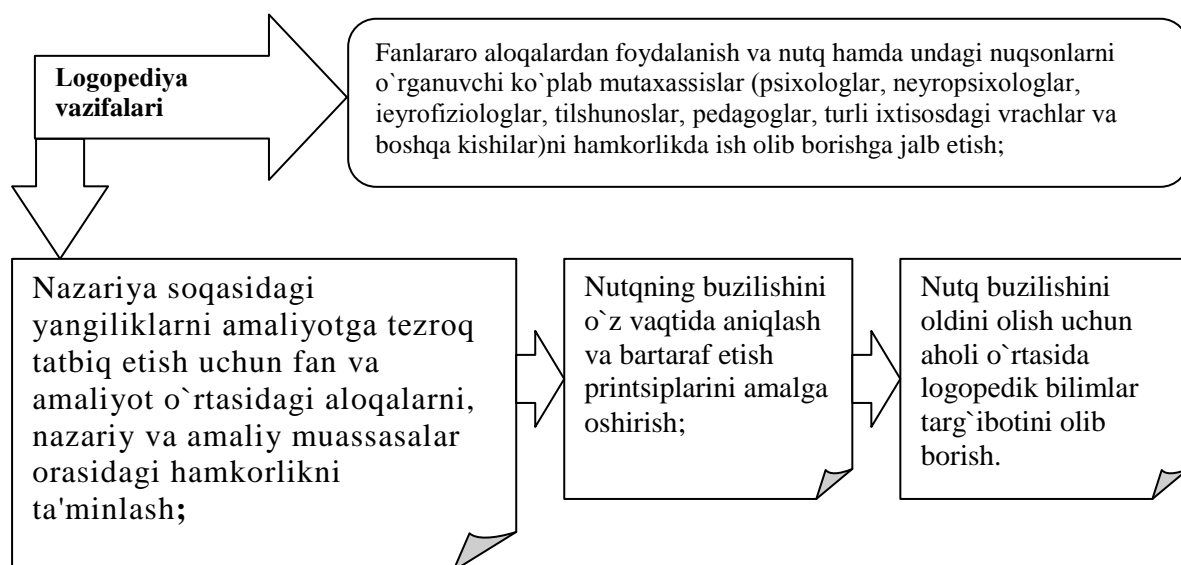 Logopediya
vazifalari
Fanlararo aloqalardan foydalanish va nutq hamda undagi nuqsonlarni
o`rganuvchi ko`plab mutaxassislar (psixologlar, neyropsixologlar,
ieyrofiziologlar, tilshunoslar, pedagoglar, turli ixtisosdagi vrachlar va
boshqa kishilar)ni hamkorlikda ish olib borishga jalb etish;
Nazariya soqasidagi
yangiliklarni amaliyotga tezroq
tatbiq etish uchun fan va
amaliyot o`rtasidagi aloqalarni,
nazariy va amaliy muassasalar
orasidagi hamkorlikni
ta'minlash;
Nutqning buzilishini
o`z vaqtida aniqlash
va bartaraf etish
printsiplarini amalga
oshirish;
Nutq buzilishini
oldini olish uchun
aholi o`rtasida
logopedik bilimlar
targ`ibotini olib
borish.